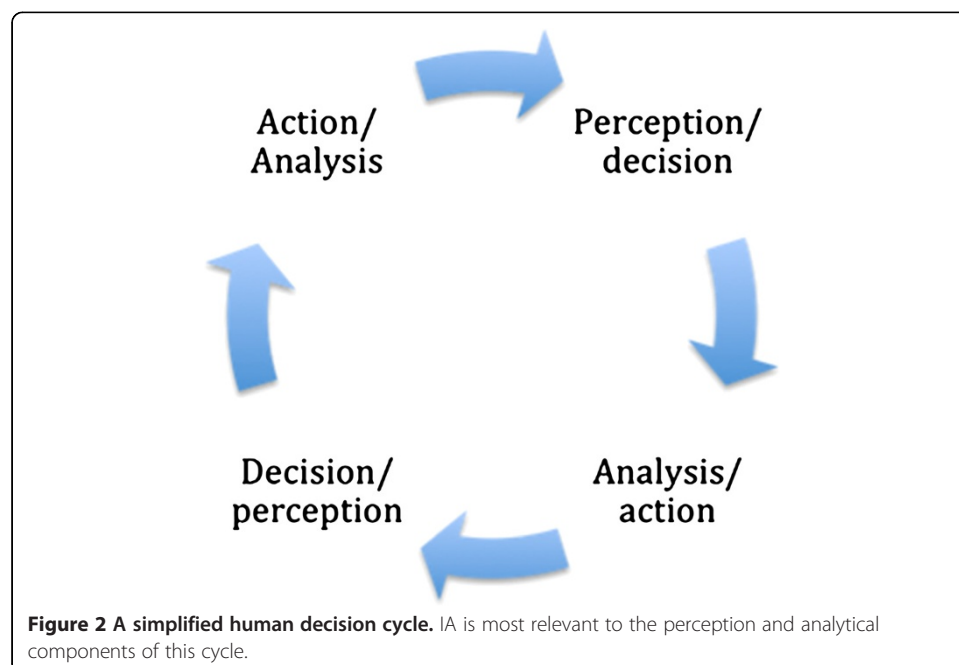 Action/
Analysis
Perception/
decision
Analysis/
action
Decision/
perception
Figure 2 A simplified human decision cycle. IA is most relevant to the perception and analytical
components of this cycle.